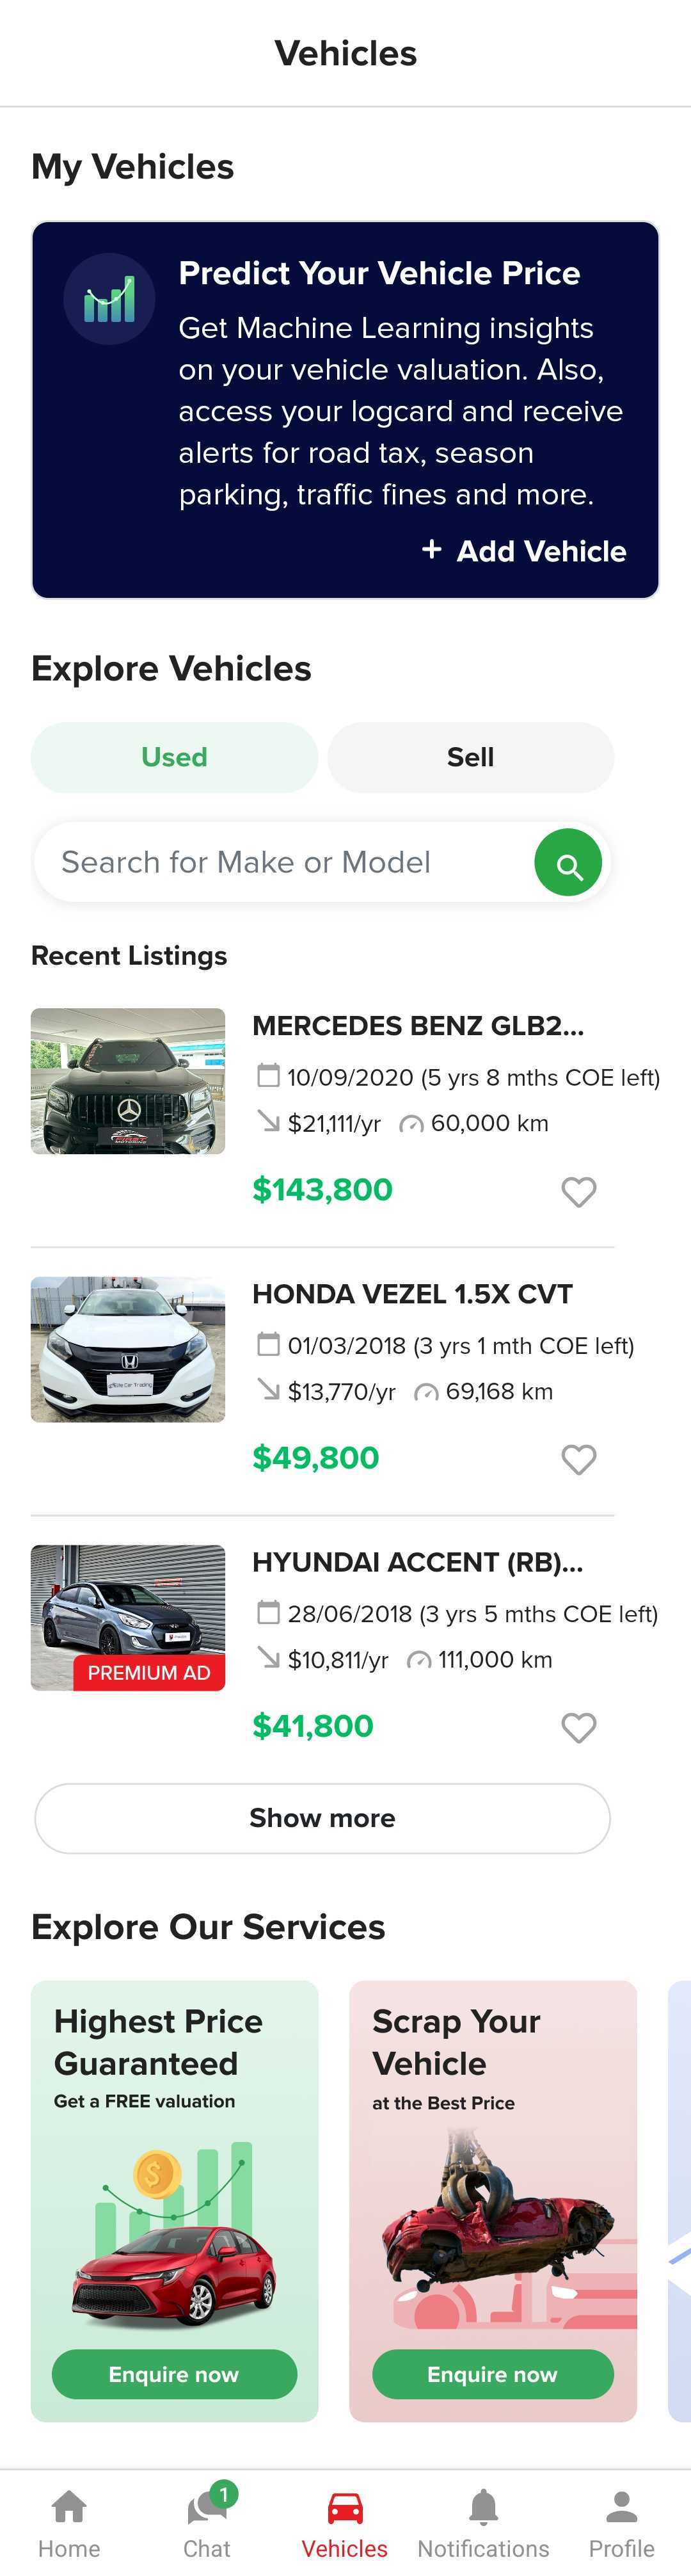 Vehicles
My Vehicles
Predict Your Vehicle Price
Get Machine Learning insights
on your vehicle valuation. Also,
access your logcard and receive
alerts for road tax, season
parking, traffic fines and more.
+ Add Vehicle
Explore Vehicles
Used Sell
Search for Make or Model
Recent Listings
MERCEDES BENZ GLB2...
10/09/2020 (5 yrs 8 mths COE left)
$21,111/yr 60,000 km
$143,800
HONDA VEZEL 1.5X CVT
01/03/2018 (3 yrs 1 mth COE left)
$13,770/yr 69,168 km
$49,800
HYUNDAI ACCENT (RB)...
28/06/2018 (3 yrs 5 mths COE left)
$10,811/yr 111,000 km
PREMIUM AD
$41,800
Show more
Explore Our Services
Highest Price
Guaranteed
Get a FREE valuation
Enquire now
Scrap Your
Vehicle
at the Best Price
Enquire now
1
Home Chat Vehicles Notifications Profile